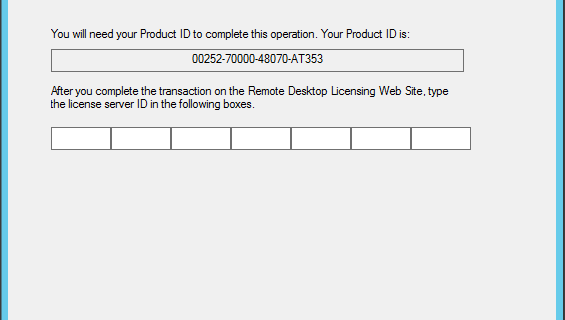 You will need your Product ID to complete this operation. Your Product ID is:
00252-70000-48070-AT353
After you complete the transaction on the Remote Desktop Licensing Web Site, type
the license server ID in the following boxes.